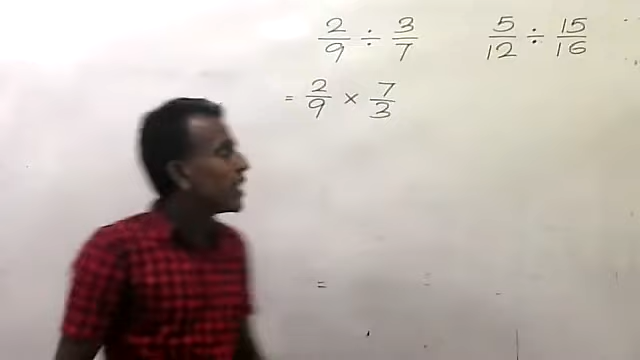 2/9 ÷ 3/7 5/12 ÷ 15/16
= 2/9 × 7/3
=